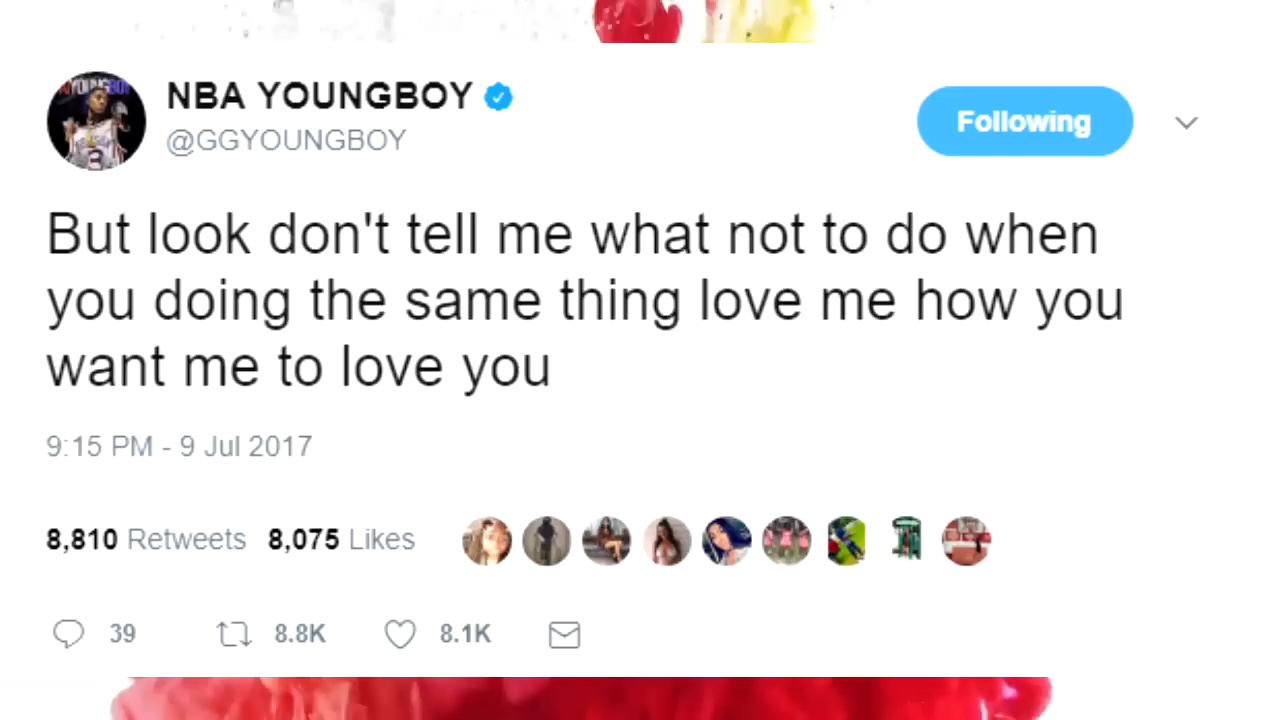 NBA YOUNGBOY
@GGYOUNGBOY
Following
But look don't tell me what not to do when
you doing the same thing love me how you
want me to love you
9:15 PM - 9 Jul 2017
8,810 Retweets 8,075 Likes
39 8.8K 8.1K